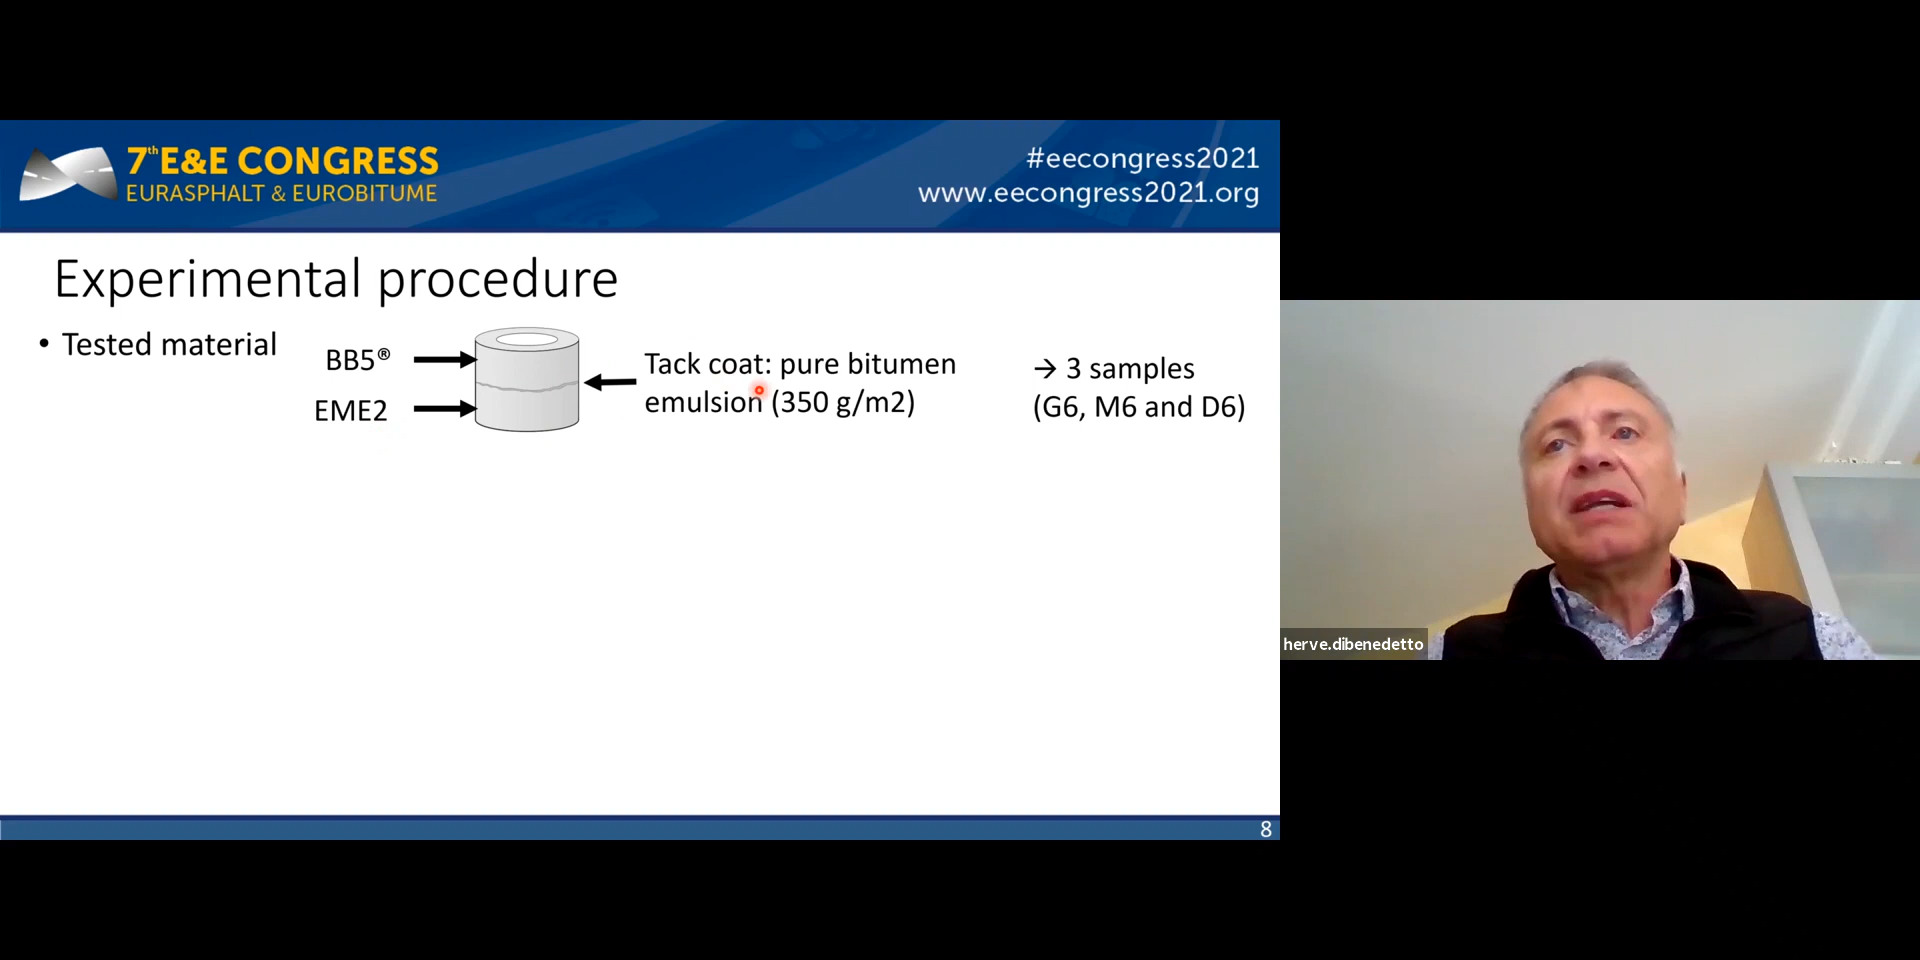 7th E&E CONGRESS
EURASPHALT & EUROBITUME
#eecongress2021
www.eecongress2021.org
Experimental procedure
• Tested material
BB5®
EME2
Tack coat: pure bitumen
emulsion (350 g/m2)
→ 3 samples
(G6, M6 and D6)
8
herve.dibenedetto